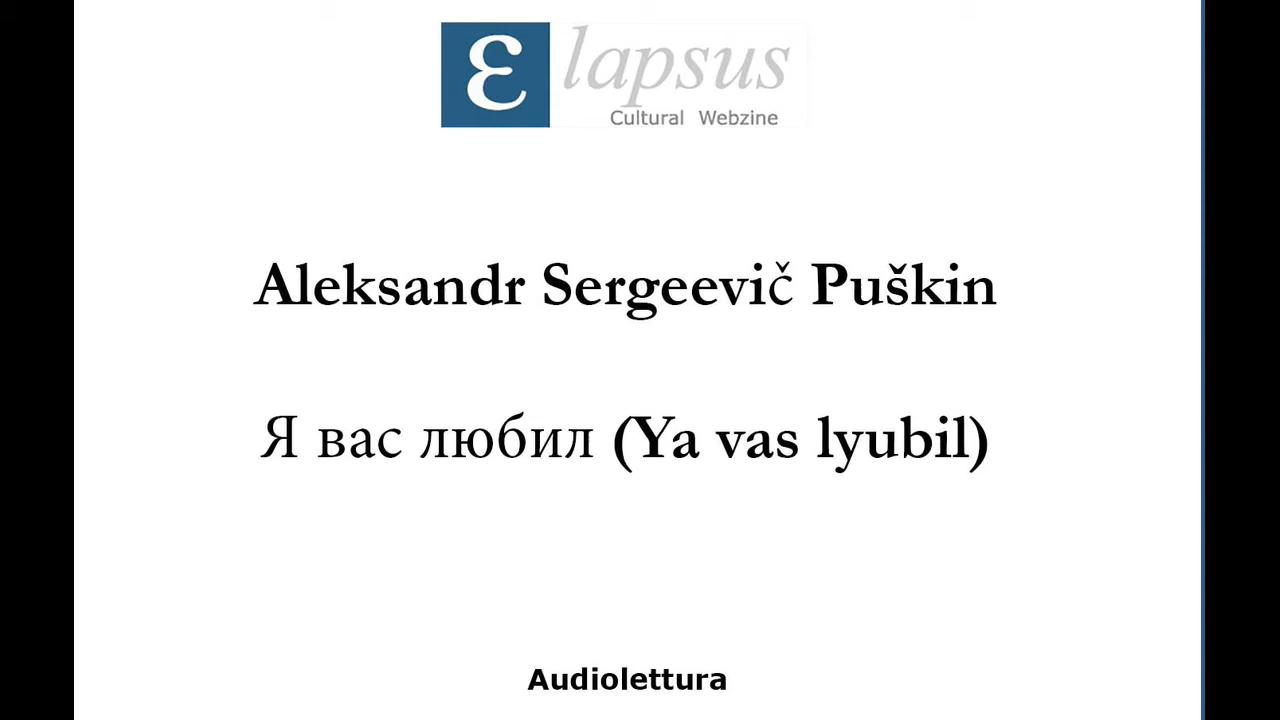 ε lapsus
Cultural Webzine
Aleksandr Sergeevič Puškin
Я вас любил (Ya vas lyubil)
Audiolettura